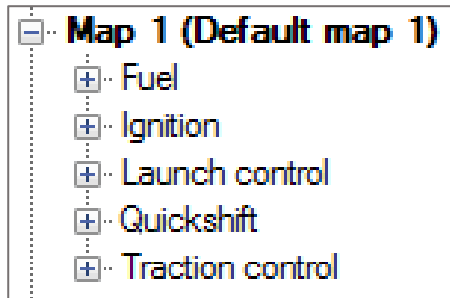 Map 1 (Default map 1)
Fuel
Ignition
Launch control
Quickshift
Traction control